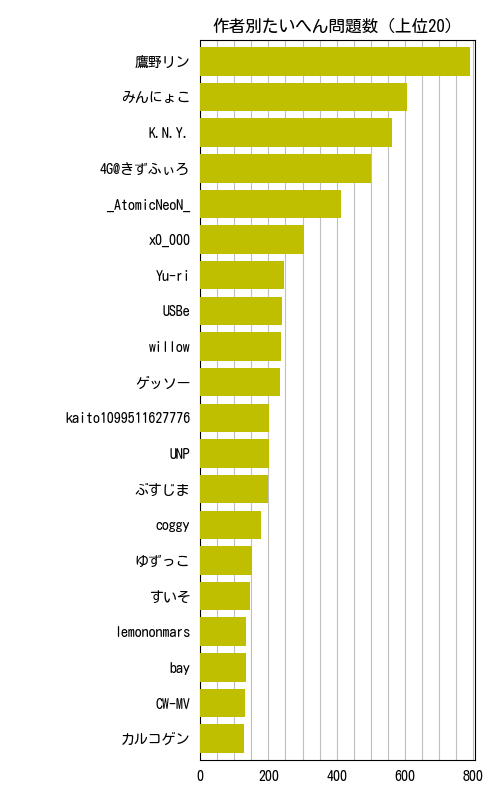 作者別たいへん問題数 (上位20)
鷹野リン
みんにょこ
K.N.Y.
4G@きずふぃろ
_AtomicNeoN_
x0_000
Yu-ri
USBe
willow
ゲッソー
kaito1099511627776
UNP
ぶすじま
coggy
ゆずっこ
すいそ
lemononmars
bay
CW-MV
カルコゲン
0 200 400 600 800